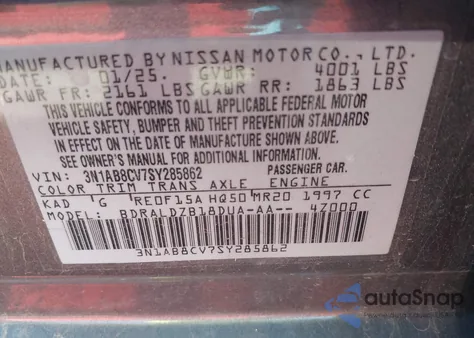 MANUFACTURED BY NISSAN MOTOR CO., LTD.
DATE: 01/25. GVWR: 4001 LBS
GAWR FR: 2161 LBS GAWR RR: 1863 LBS
THIS VEHICLE CONFORMS TO ALL APPLICABLE FEDERAL MOTOR
VEHICLE SAFETY, BUMPER AND THEFT PREVENTION STANDARDS
IN EFFECT ON THE DATE OF MANUFACTURE SHOWN ABOVE.
SEE OWNER'S MANUAL FOR ADDITIONAL INFORMATION.
VIN: 3N1AB8CV7SY285862 PASSENGER CAR.
COLOR TRIM TRANS AXLE ENGINE
KAD G RE0F15A HQ50 MR20 1997 CC
MODEL: BDRALDZB18DUA-AA-- 4Z000
3N1AB8CV7SY285862
autoSnap